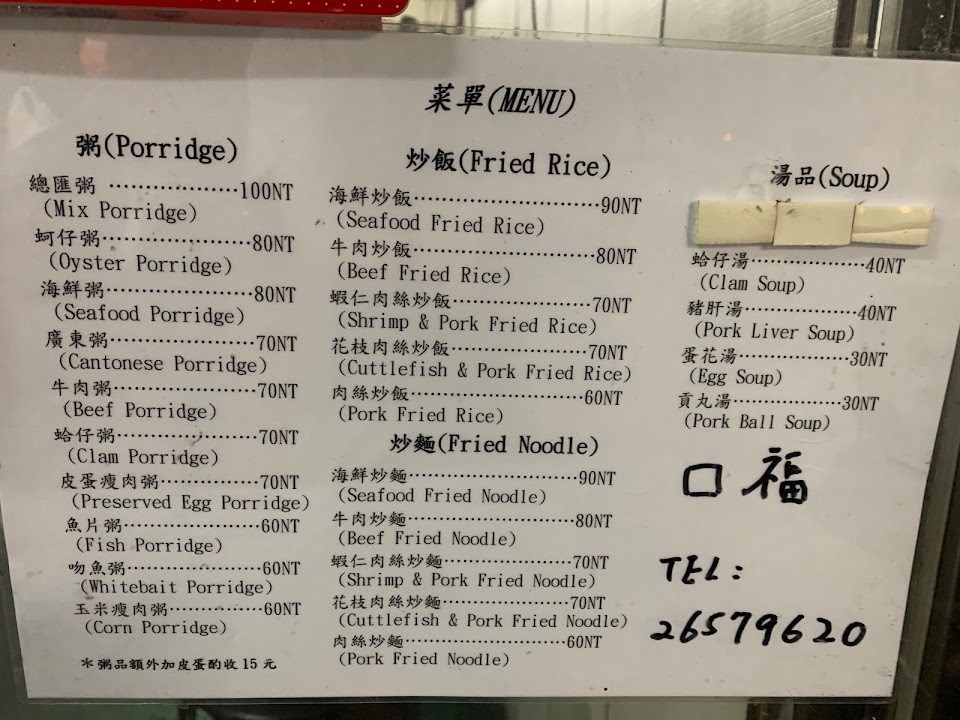 菜單(MENU)
粥(Porridge)
總匯粥 ··················100NT
(Mix Porridge)
蚵仔粥·····················80NT
(Oyster Porridge)
海鮮粥·····················80NT
(Seafood Porridge)
廣東粥·····················70NT
(Cantonese Porridge)
牛肉粥·····················70NT
(Beef Porridge)
蛤仔粥·····················70NT
(Clam Porridge)
皮蛋瘦肉粥···············70NT
(Preserved Egg Porridge)
魚片粥·····················60NT
(Fish Porridge)
吻魚粥·····················60NT
(Whitebait Porridge)
玉米瘦肉粥···············60NT
(Corn Porridge)
*粥品額外加皮蛋酌收15元
炒飯(Fried Rice)
海鮮炒飯··························90NT
(Seafood Fried Rice)
牛肉炒飯··························80NT
(Beef Fried Rice)
蝦仁肉絲炒飯····················70NT
(Shrimp & Pork Fried Rice)
花枝肉絲炒飯····················70NT
(Cuttlefish & Pork Fried Rice)
肉絲炒飯··························60NT
(Pork Fried Rice)
炒麵(Fried Noodle)
海鮮炒麵··························90NT
(Seafood Fried Noodle)
牛肉炒麵··························80NT
(Beef Fried Noodle)
蝦仁肉絲炒麵····················70NT
(Shrimp & Pork Fried Noodle)
花枝肉絲炒麵····················70NT
(Cuttlefish & Pork Fried Noodle)
肉絲炒麵··························60NT
(Pork Fried Noodle)
湯品(Soup)
蛤仔湯··················40NT
(Clam Soup)
豬肝湯··················40NT
(Pork Liver Soup)
蛋花湯··················30NT
(Egg Soup)
貢丸湯··················30NT
(Pork Ball Soup)
口福
TEL:
26579620